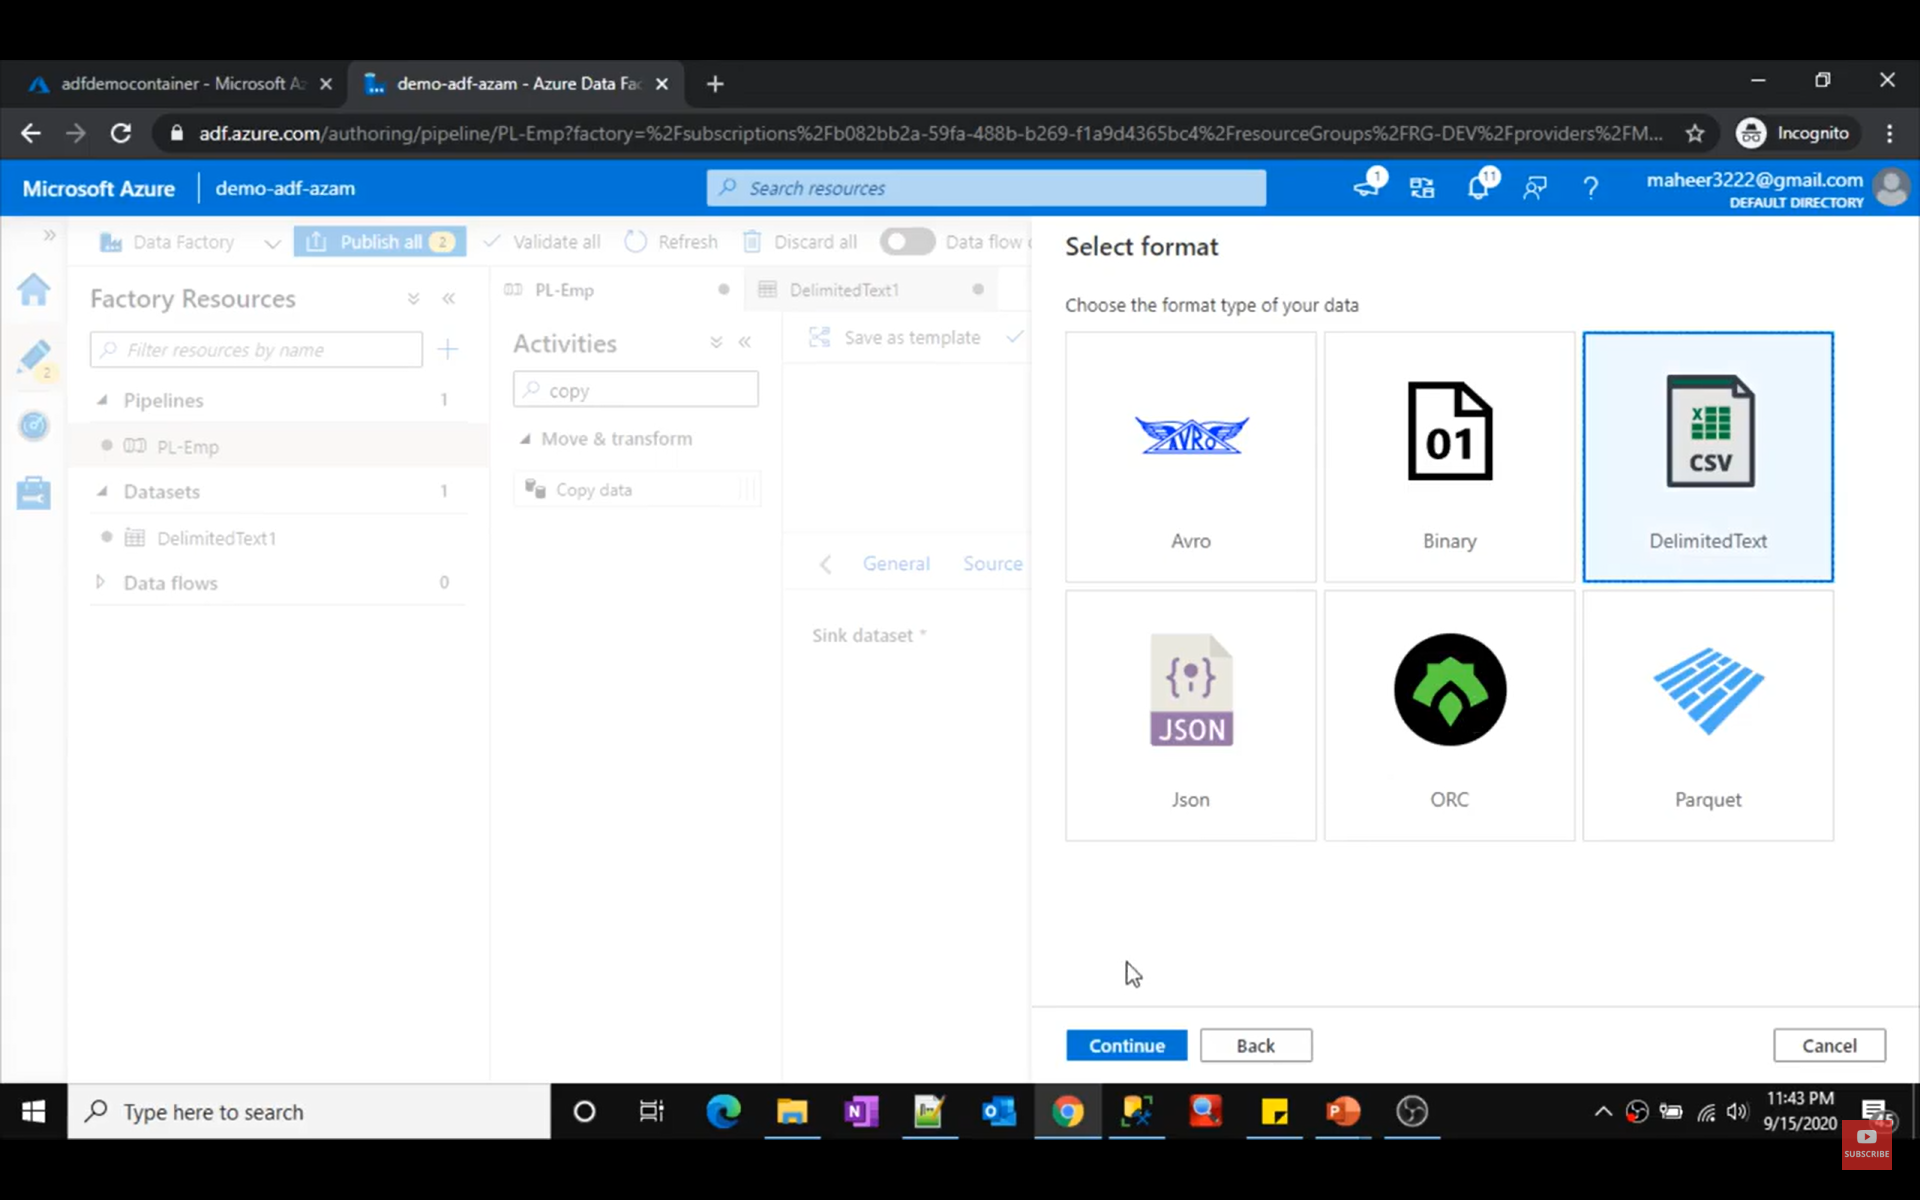 adfdemocontainer - Microsoft Az
demo-adf-azam - Azure Data Fac
adf.azure.com/authoring/pipeline/PL-Emp?factory=%2Fsubscriptions%2Fb082bb2a-59fa-488b-b269-f1a9d4365bc4%2FresourceGroups%2FRG-DEV%2Fproviders%2FM...
Incognito
Microsoft Azure
demo-adf-azam
Search resources
1
11
?
maheer3222@gmail.com
DEFAULT DIRECTORY
Data Factory
Publish all 2
Validate all
Refresh
Discard all
Data flow
Factory Resources
Filter resources by name
2
Pipelines 1
PL-Emp
Datasets 1
DelimitedText1
Data flows 0
PL-Emp
DelimitedText1
Activities
copy
Move & transform
Copy data
Save as template
General
Source
Sink dataset *
Select format
Choose the format type of your data
AVRO
Avro
01
Binary
X
CSV
DelimitedText
JSON
Json
ORC
Parquet
Continue
Back
Cancel
Type here to search
11:43 PM
9/15/2020
45
SUBSCRIBE